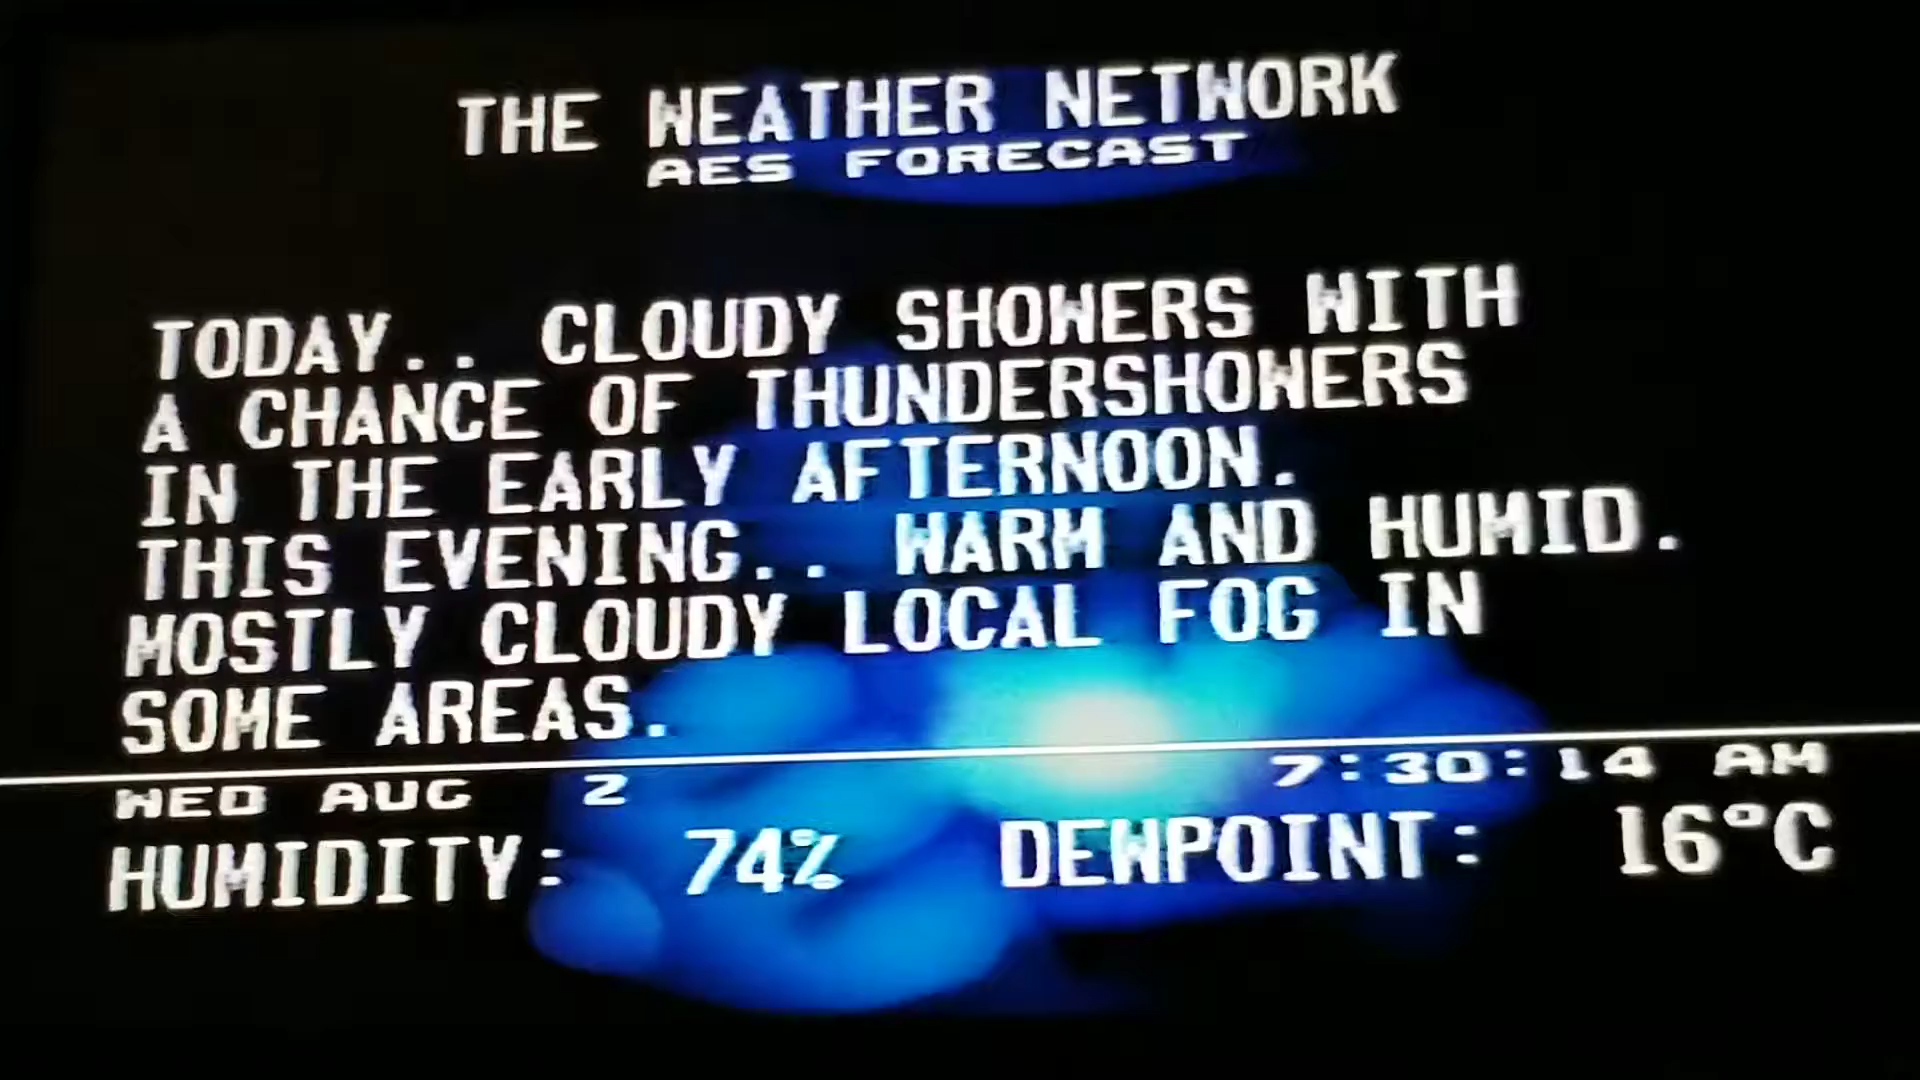 THE WEATHER NETWORK
AES FORECAST
TODAY.. CLOUDY SHOWERS WITH
A CHANCE OF THUNDERSHOWERS
IN THE EARLY AFTERNOON.
THIS EVENING.. WARM AND HUMID.
MOSTLY CLOUDY LOCAL FOG IN
SOME AREAS.
WED AUG 2 7:30:14 AM
HUMIDITY: 74% DEWPOINT: 16°C